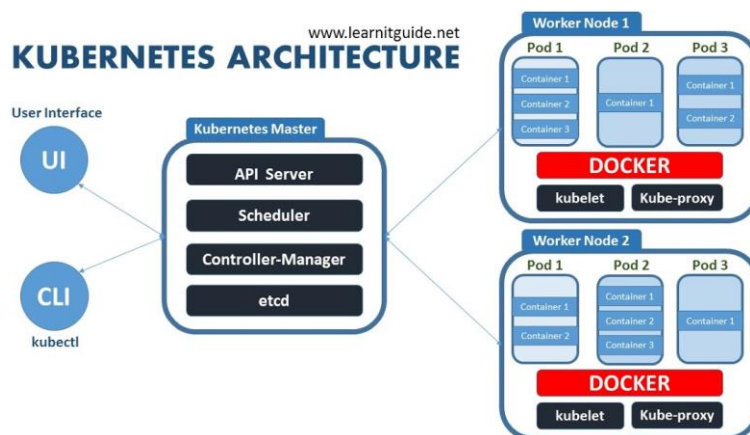 www.learnitguide.net
KUBERNETES ARCHITECTURE
User Interface
UI
CLI
kubectl
Kubernetes Master
API Server
Scheduler
Controller-Manager
etcd
Worker Node 1
Pod 1
Pod 2
Pod 3
Container 1
Container 2
Container 3
Container 1
Container 1
Container 2
DOCKER
kubelet
Kube-proxy
Worker Node 2
Pod 1
Pod 2
Pod 3
Container 1
Container 2
Container 1
Container 2
Container 3
Container 1
DOCKER
kubelet
Kube-proxy